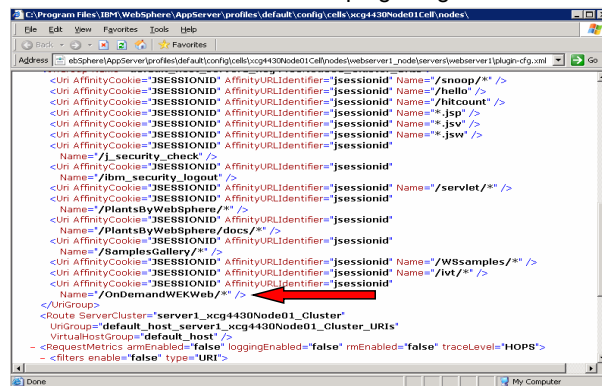 C:\Program Files\IBM\WebSphere\AppServer\profiles\default\config\cells\xcg4430Node01Cell\nodes\
File Edit View Favorites Tools Help
Back Search Favorites
Address ebSphere\AppServer\profiles\default\config\cells\xcg4430Node01Cell\nodes\webserver1_node\servers\webserver1\plugin-cfg.xml Go
<Uri AffinityCookie="JSESSIONID" AffinityURLIdentifier="jsessionid" Name="/snoop/*" />
<Uri AffinityCookie="JSESSIONID" AffinityURLIdentifier="jsessionid" Name="/hello" />
<Uri AffinityCookie="JSESSIONID" AffinityURLIdentifier="jsessionid" Name="/hitcount" />
<Uri AffinityCookie="JSESSIONID" AffinityURLIdentifier="jsessionid" Name="*.jsp" />
<Uri AffinityCookie="JSESSIONID" AffinityURLIdentifier="jsessionid" Name="*.jsv" />
<Uri AffinityCookie="JSESSIONID" AffinityURLIdentifier="jsessionid" Name="*.jsw" />
<Uri AffinityCookie="JSESSIONID" AffinityURLIdentifier="jsessionid"
Name="/j_security_check" />
<Uri AffinityCookie="JSESSIONID" AffinityURLIdentifier="jsessionid"
Name="/ibm_security_logout" />
<Uri AffinityCookie="JSESSIONID" AffinityURLIdentifier="jsessionid" Name="/servlet/*" />
<Uri AffinityCookie="JSESSIONID" AffinityURLIdentifier="jsessionid"
Name="/PlantsByWebSphere/*" />
<Uri AffinityCookie="JSESSIONID" AffinityURLIdentifier="jsessionid"
Name="/PlantsByWebSphere/docs/*" />
<Uri AffinityCookie="JSESSIONID" AffinityURLIdentifier="jsessionid"
Name="/SamplesGallery/*" />
<Uri AffinityCookie="JSESSIONID" AffinityURLIdentifier="jsessionid" Name="/WSsamples/*" />
<Uri AffinityCookie="JSESSIONID" AffinityURLIdentifier="jsessionid" Name="/ivt/*" />
<Uri AffinityCookie="JSESSIONID" AffinityURLIdentifier="jsessionid"
Name="/OnDemandWEKWeb/*" />
</UriGroup>
<Route ServerCluster="server1_xcg4430Node01_Cluster"
UriGroup="default_host_server1_xcg4430Node01_Cluster_URIs"
VirtualHostGroup="default_host" />
- <RequestMetrics armEnabled="false" loggingEnabled="false" rmEnabled="false" traceLevel="HOPS">
- <filters enable="false" type="URI">
Done My Computer